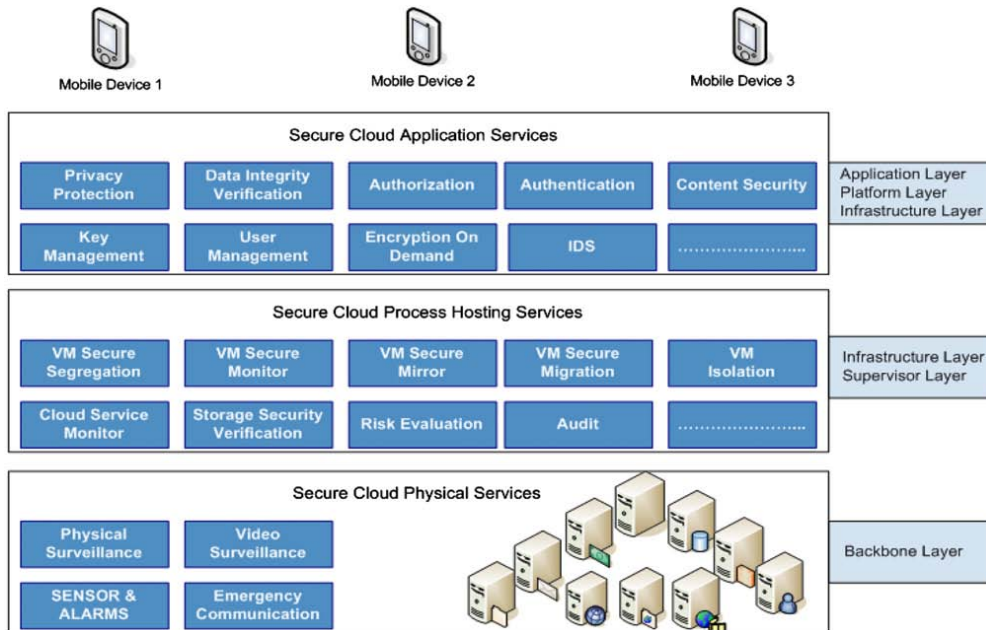 Mobile Device 1
Mobile Device 2
Mobile Device 3
Secure Cloud Application Services
Privacy
Protection
Data Integrity
Verification
Authorization
Authentication
Content Security
Key
Management
User
Management
Encryption On
Demand
IDS
........................
Application Layer
Platform Layer
Infrastructure Layer
Secure Cloud Process Hosting Services
VM Secure
Segregation
VM Secure
Monitor
VM Secure
Mirror
VM Secure
Migration
VM
Isolation
Cloud Service
Monitor
Storage Security
Verification
Risk Evaluation
Audit
........................
Infrastructure Layer
Supervisor Layer
Secure Cloud Physical Services
Physical
Surveillance
Video
Surveillance
SENSOR &
ALARMS
Emergency
Communication
Backbone Layer